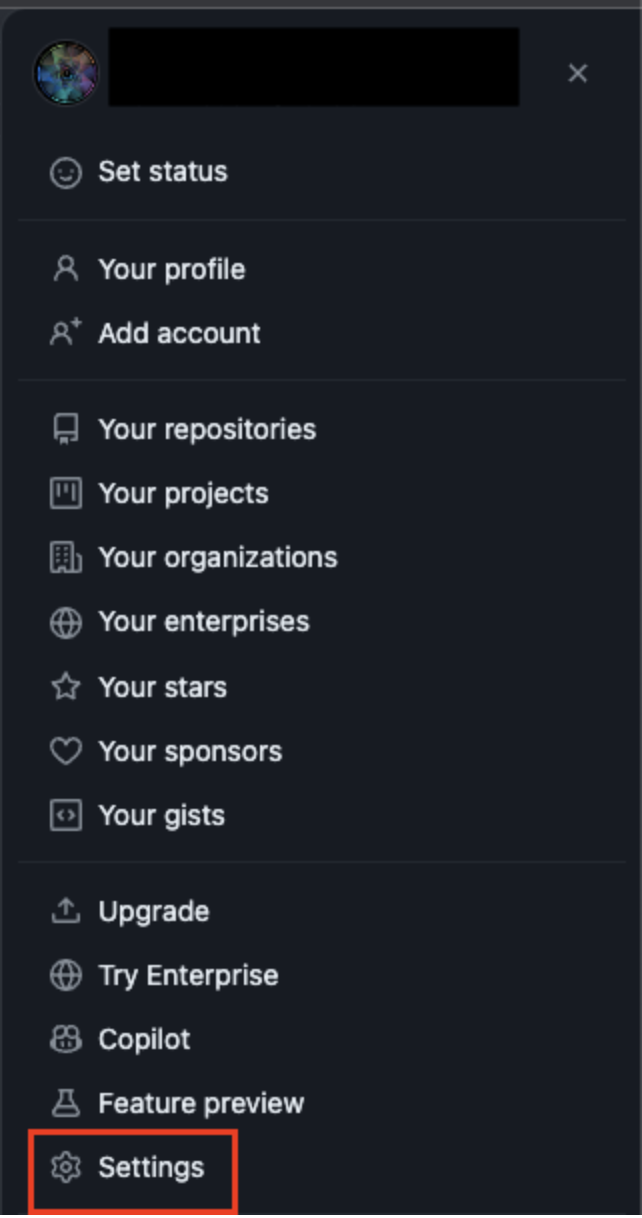 Set status
Your profile
Add account
Your repositories
Your projects
Your organizations
Your enterprises
Your stars
Your sponsors
Your gists
Upgrade
Try Enterprise
Copilot
Feature preview
Settings